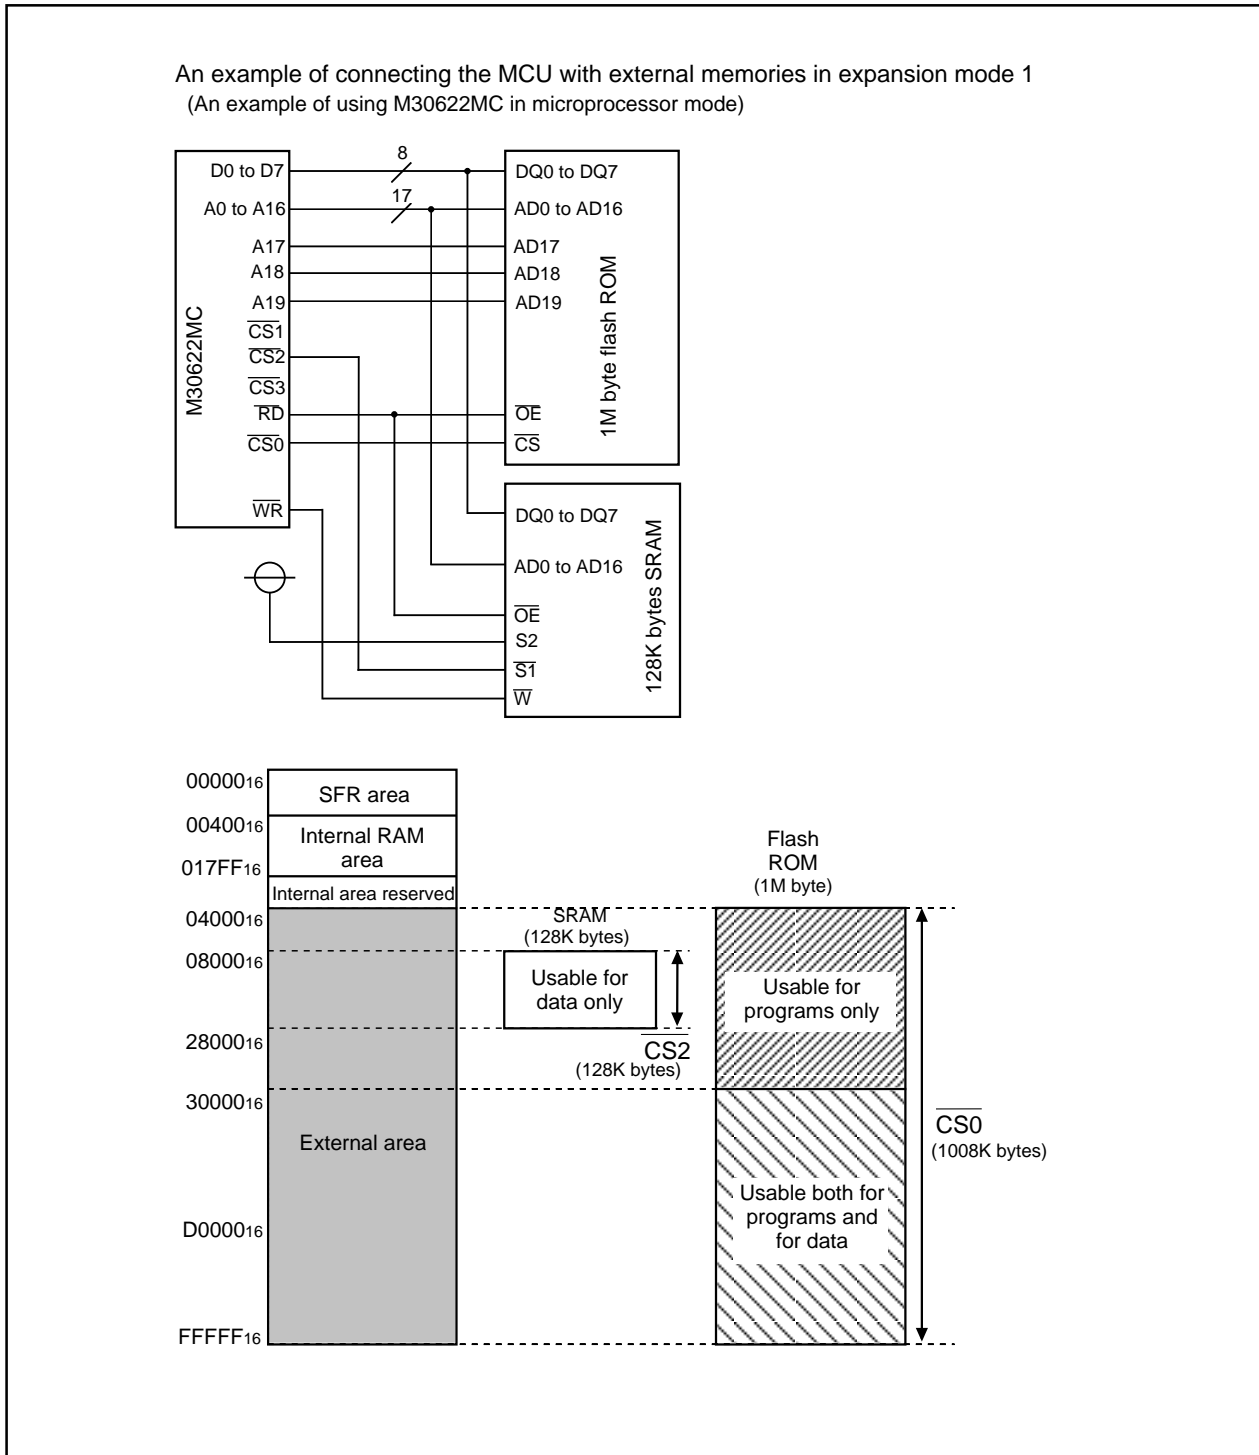 An example of connecting the MCU with external memories in expansion mode 1
(An example of using M30622MC in microprocessor mode)
M30622MC
D0 to D7
A0 to A16
A17
A18
A19
CS1
CS2
CS3
RD
CS0
WR
8
17
DQ0 to DQ7
AD0 to AD16
AD17
AD18
AD19
OE
CS
1M byte flash ROM
DQ0 to DQ7
AD0 to AD16
OE
S2
S1
W
128K bytes SRAM
0000016
SFR area
0040016
Internal RAM
area
017FF16
Internal area reserved
0400016
0800016
2800016
3000016
External area
D000016
FFFFF16
SRAM
(128K bytes)
Usable for
data only
CS2
(128K bytes)
Flash
ROM
(1M byte)
Usable for
programs only
Usable both for
programs and
for data
CS0
(1008K bytes)